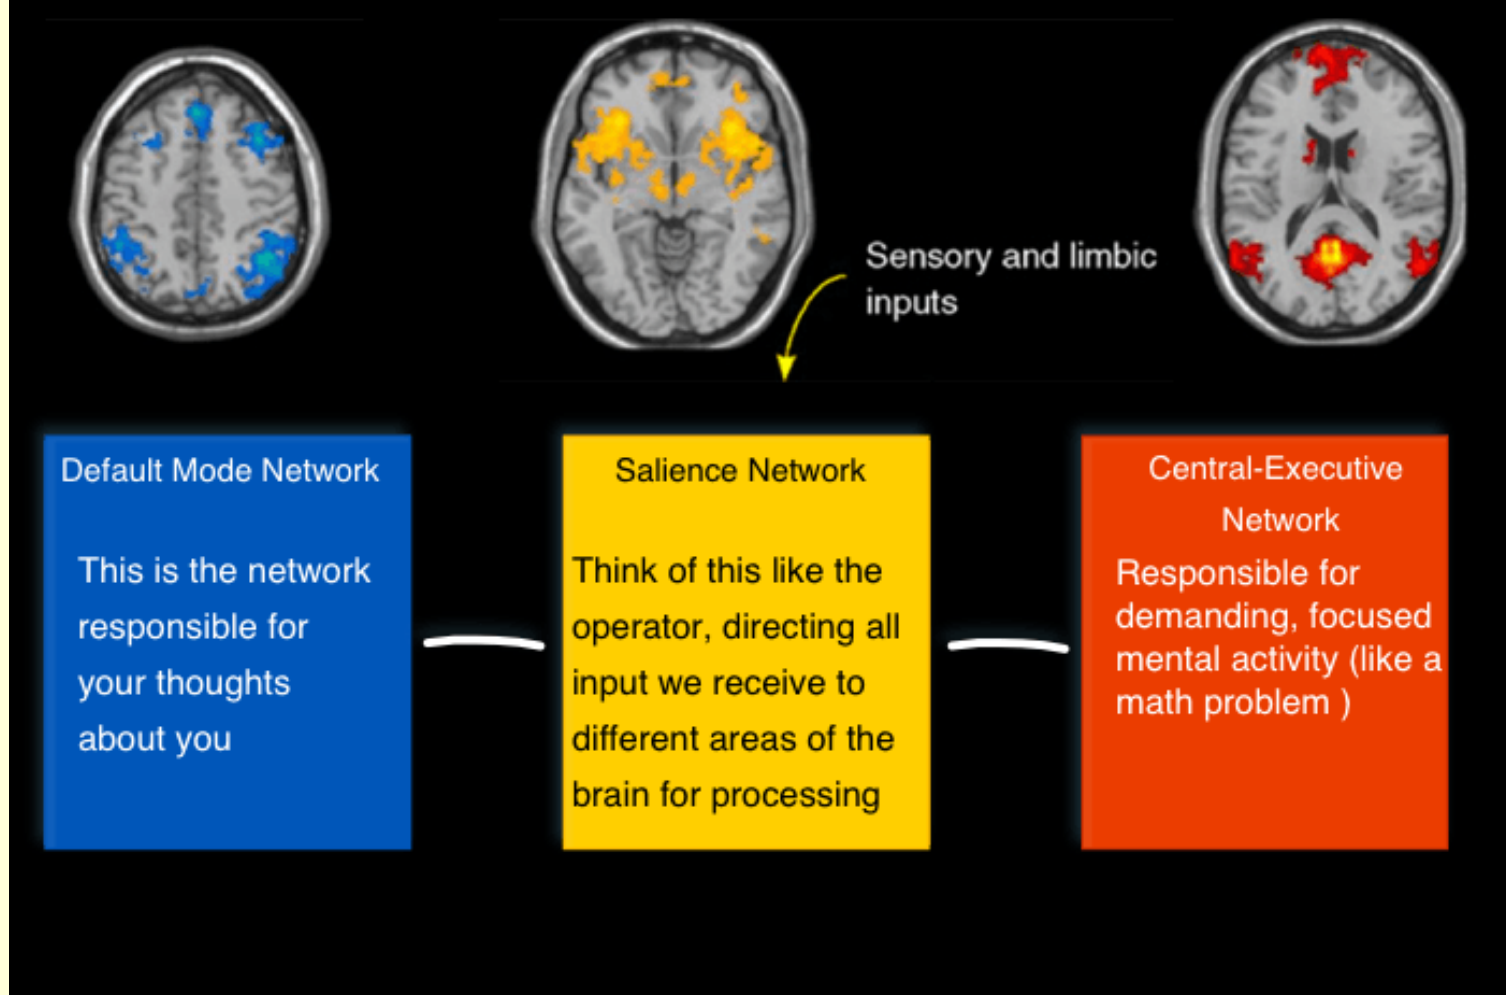 Sensory and limbic
inputs
Default Mode Network
This is the network
responsible for
your thoughts
about you
Salience Network
Think of this like the
operator, directing all
input we receive to
different areas of the
brain for processing
Central-Executive
Network
Responsible for
demanding, focused
mental activity (like a
math problem )